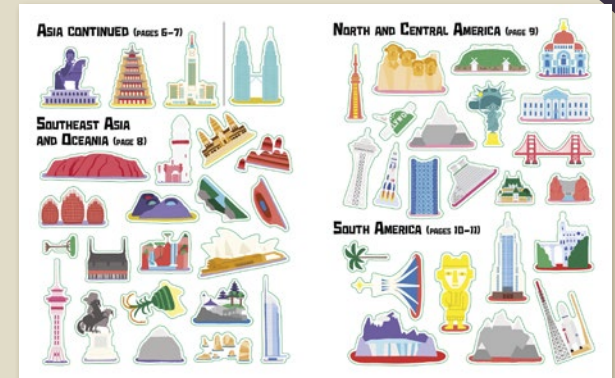 ASIA CONTINUED (PAGES 6-7)
SOUTHEAST ASIA
AND OCEANIA (PAGE 8)
NORTH AND CENTRAL AMERICA (PAGE 9)
SOUTH AMERICA (PAGES 10-11)